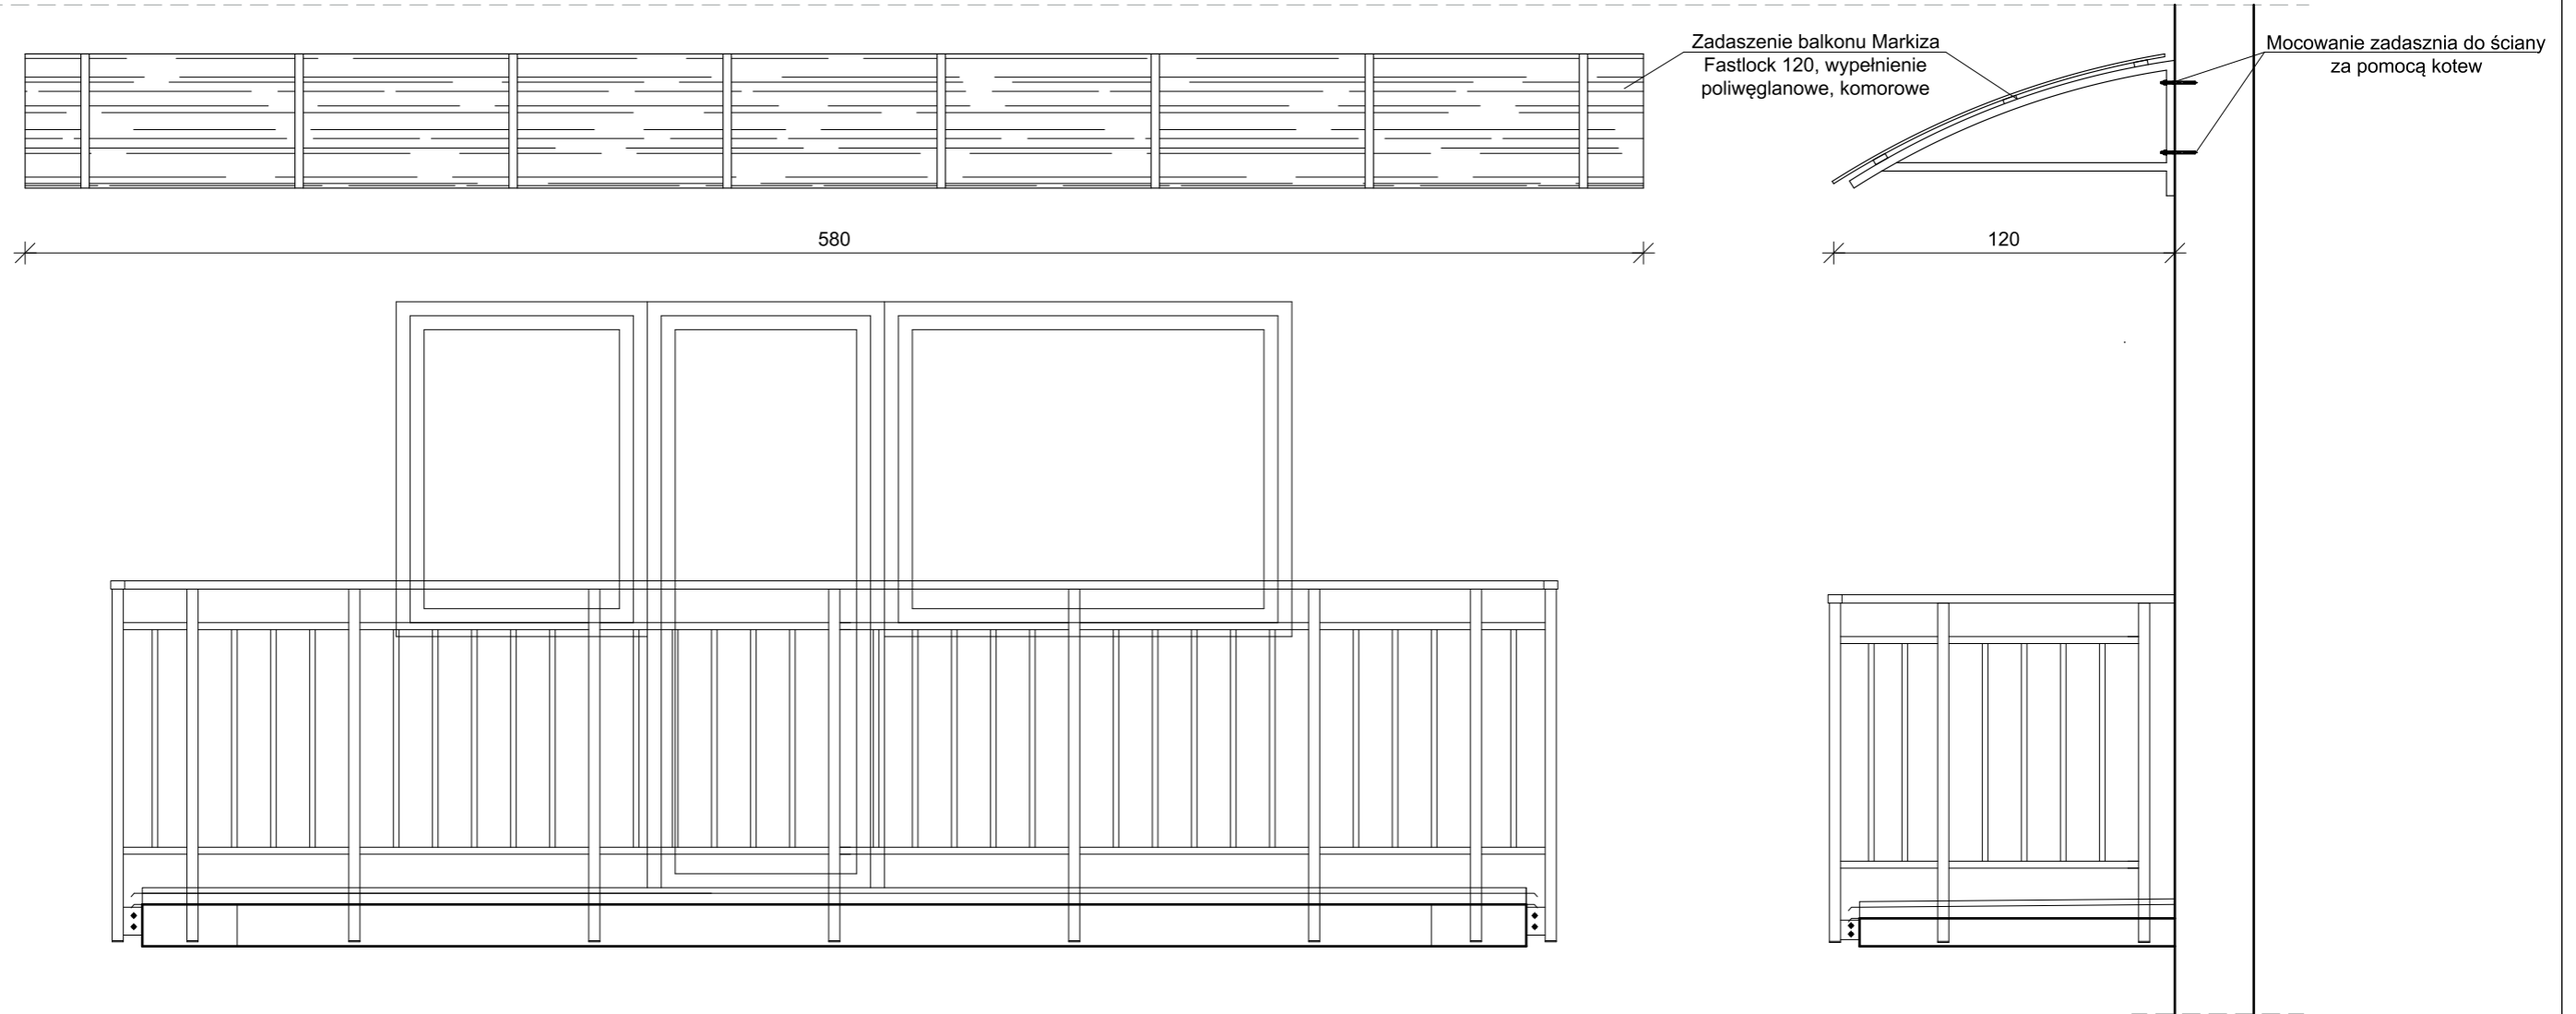 Zadaszenie balkonu Markiza
Fastlock 120, wypełnienie
poliwęglanowe, komorowe
Mocowanie zadasznia do ściany
za pomocą kotew
580
120